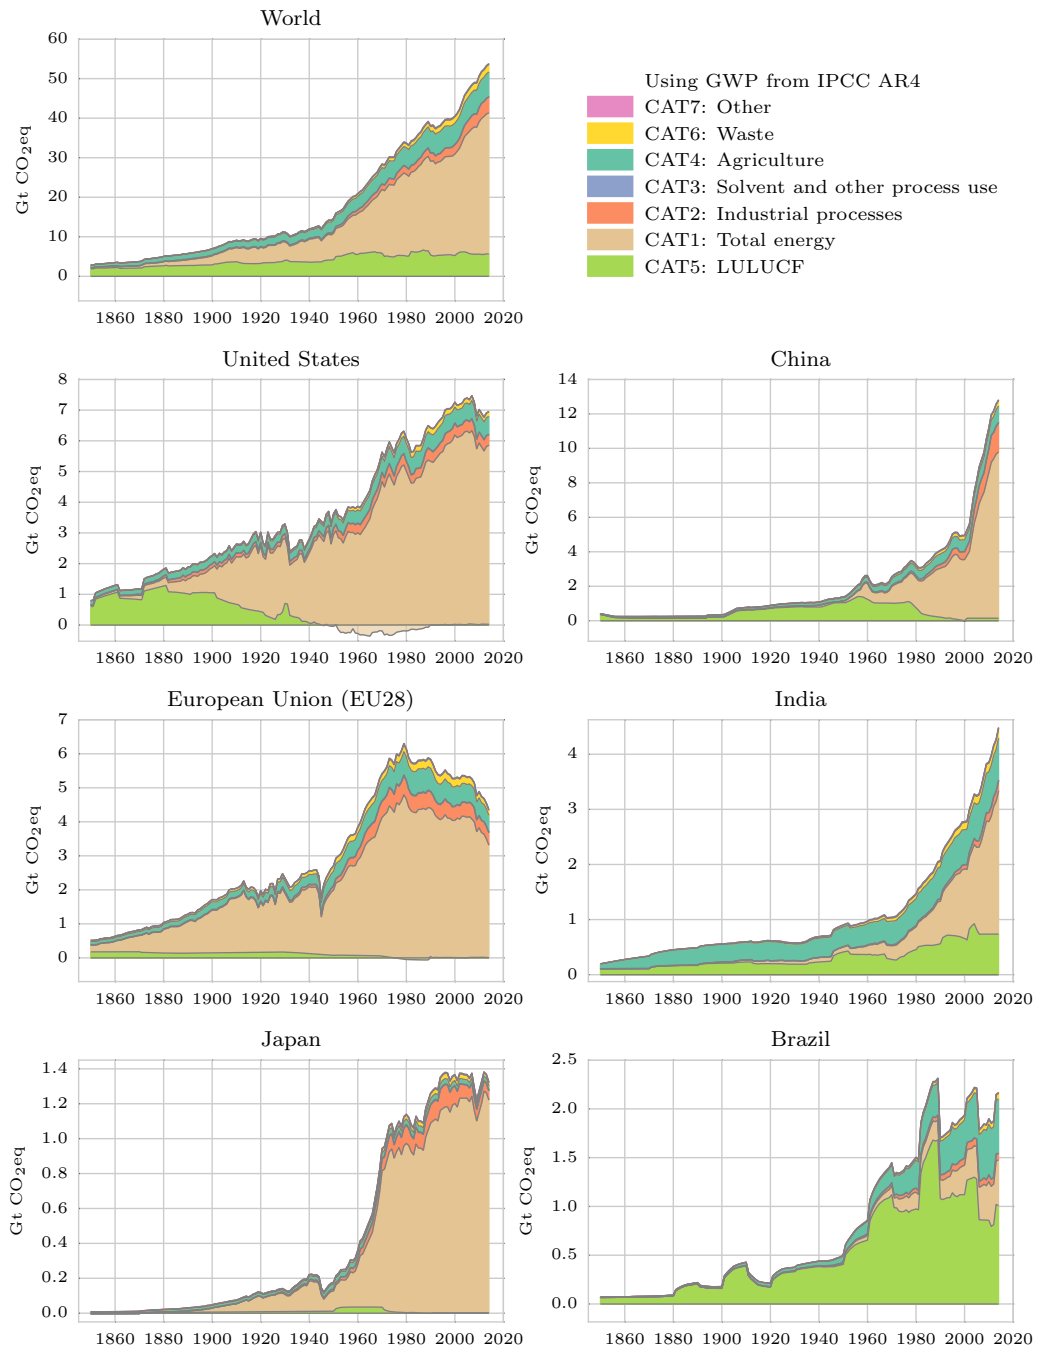 World
60
50
40
30
20
10
0
Gt CO2eq
1860 1880 1900 1920 1940 1960 1980 2000 2020
Using GWP from IPCC AR4
CAT7: Other
CAT6: Waste
CAT4: Agriculture
CAT3: Solvent and other process use
CAT2: Industrial processes
CAT1: Total energy
CAT5: LULUCF
United States
8
7
6
5
4
3
2
1
0
Gt CO2eq
1860 1880 1900 1920 1940 1960 1980 2000 2020
China
14
12
10
8
6
4
2
0
Gt CO2eq
1860 1880 1900 1920 1940 1960 1980 2000 2020
European Union (EU28)
7
6
5
4
3
2
1
0
Gt CO2eq
1860 1880 1900 1920 1940 1960 1980 2000 2020
India
4
3
2
1
0
Gt CO2eq
1860 1880 1900 1920 1940 1960 1980 2000 2020
Japan
1.4
1.2
1.0
0.8
0.6
0.4
0.2
0.0
Gt CO2eq
1860 1880 1900 1920 1940 1960 1980 2000 2020
Brazil
2.5
2.0
1.5
1.0
0.5
0.0
Gt CO2eq
1860 1880 1900 1920 1940 1960 1980 2000 2020